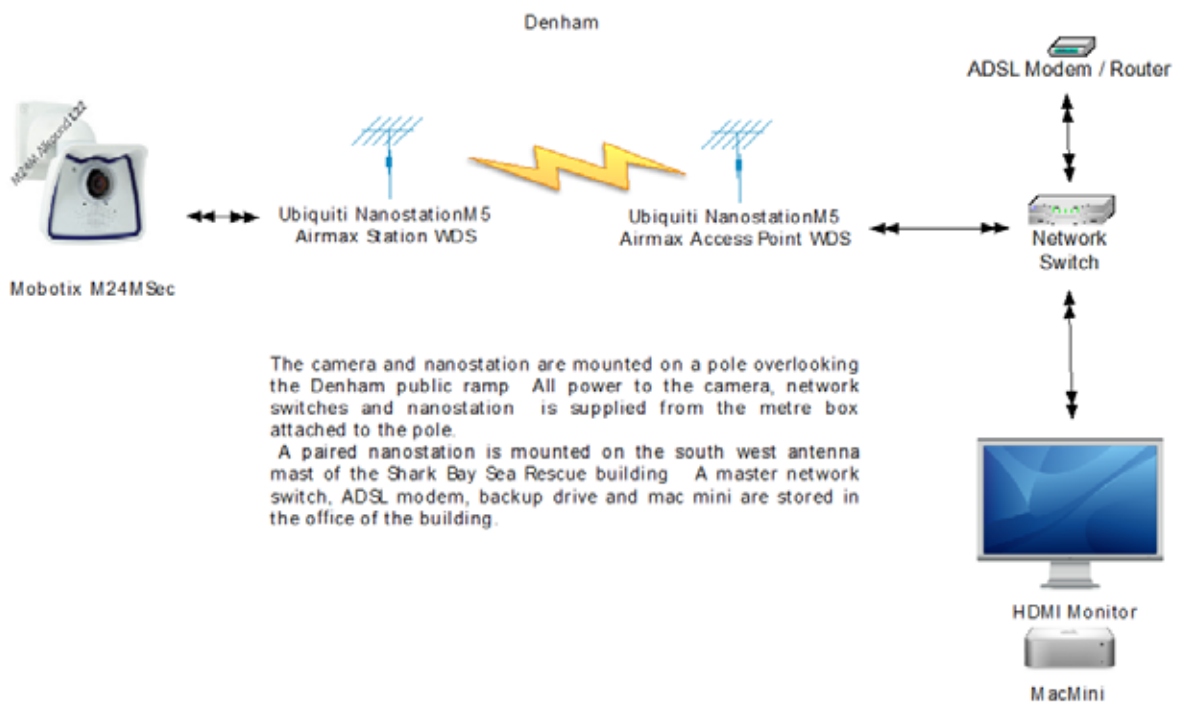 Denham
ADSL Modem / Router
M24M Allround L22
Ubiquiti NanostationM5
Airmax Station WDS
Ubiquiti NanostationM5
Airmax Access Point WDS
Network
Switch
Mobotix M24MSec
The camera and nanostation are mounted on a pole overlooking
the Denham public ramp All power to the camera, network
switches and nanostation is supplied from the metre box
attached to the pole.
A paired nanostation is mounted on the south west antenna
mast of the Shark Bay Sea Rescue building A master network
switch, ADSL modem, backup drive and mac mini are stored in
the office of the building.
HDMI Monitor
MacMini